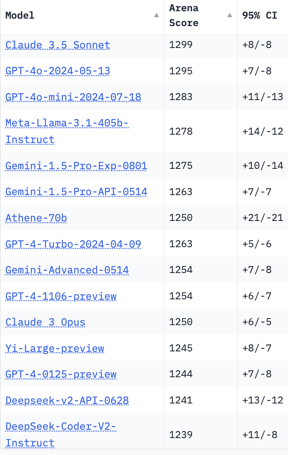 Model Arena Score 95% CI
Claude 3.5 Sonnet 1299 +8/-8
GPT-4o-2024-05-13 1295 +7/-8
GPT-4o-mini-2024-07-18 1283 +11/-13
Meta-Llama-3.1-405b-Instruct 1278 +14/-12
Gemini-1.5-Pro-Exp-0801 1275 +10/-14
Gemini-1.5-Pro-API-0514 1263 +7/-7
Athene-70b 1250 +21/-21
GPT-4-Turbo-2024-04-09 1263 +5/-6
Gemini-Advanced-0514 1254 +7/-8
GPT-4-1106-preview 1254 +6/-7
Claude 3 Opus 1250 +6/-5
Yi-Large-preview 1245 +8/-7
GPT-4-0125-preview 1244 +7/-8
Deepseek-v2-API-0628 1241 +13/-12
DeepSeek-Coder-V2-Instruct 1239 +11/-8